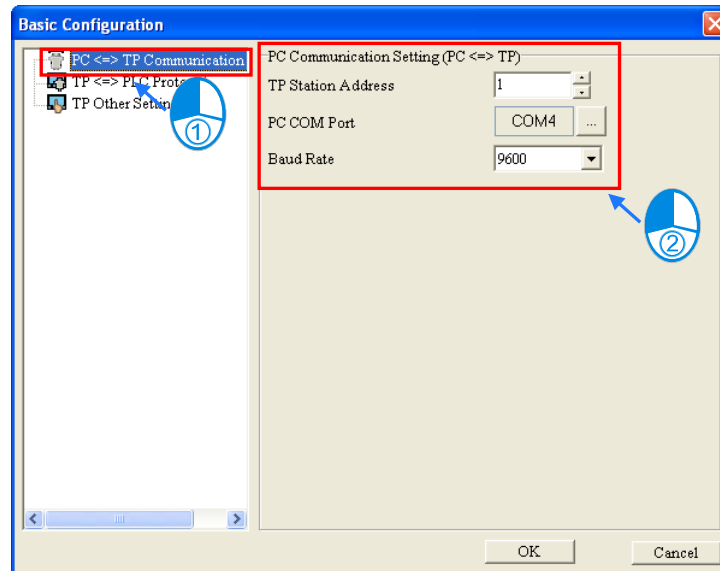 Basic Configuration
PC <=> TP Communication
TP <=> PLC Proto
TP Other Settin
①
PC Communication Setting (PC <=> TP)
TP Station Address
1
PC COM Port
COM4
...
Baud Rate
9600
②
OK
Cancel